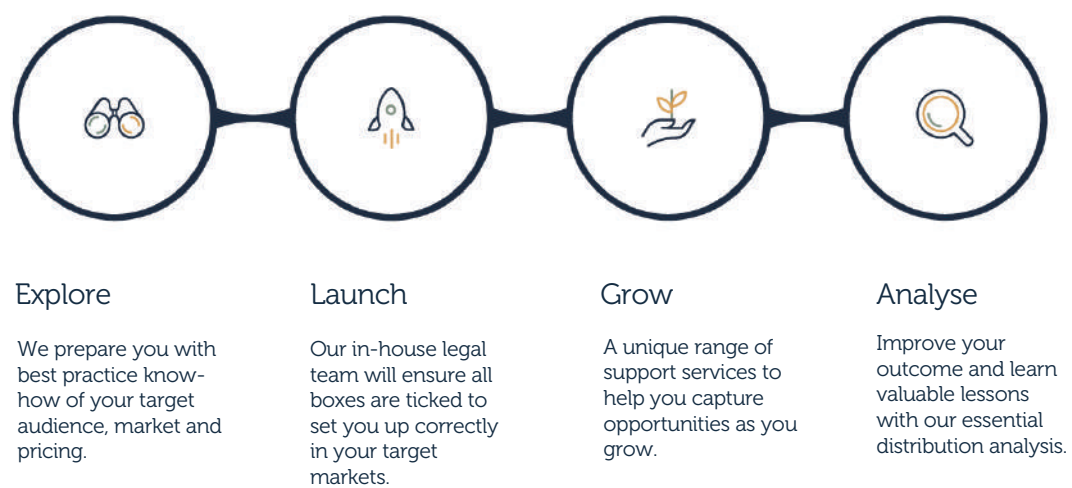 Explore
We prepare you with
best practice know-
how of your target
audience, market and
pricing.
Launch
Our in-house legal
team will ensure all
boxes are ticked to
set you up correctly
in your target
markets.
Grow
A unique range of
support services to
help you capture
opportunities as you
grow.
Analyse
Improve your
outcome and learn
valuable lessons
with our essential
distribution analysis.